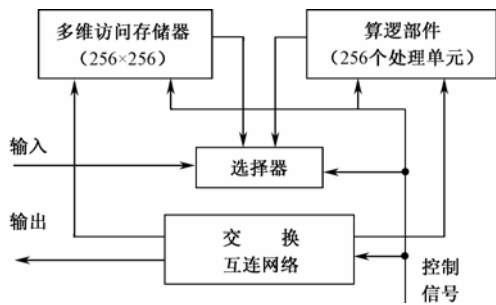 多维访问存储器
(256×256)
算逻部件
(256个处理单元)
输入
选择器
输出
交 换
互连网络
控制
信号